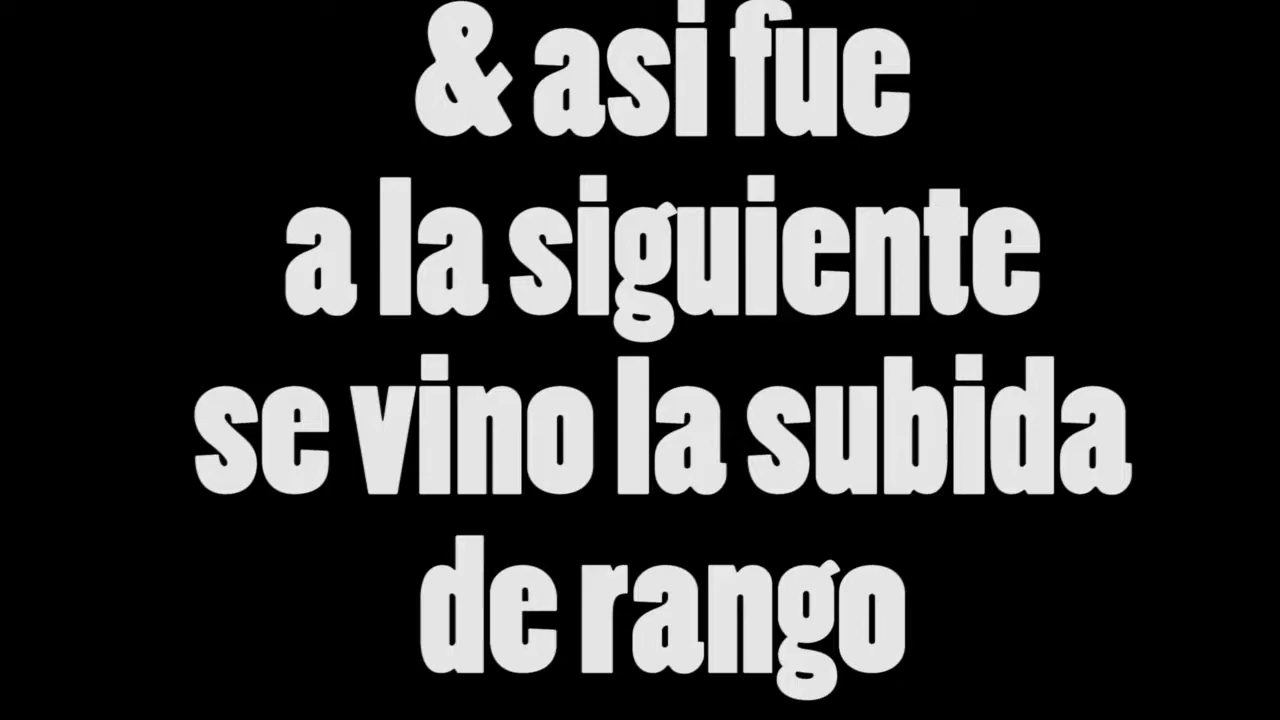 & asi fue
a la siguiente
se vino la subida
de rango